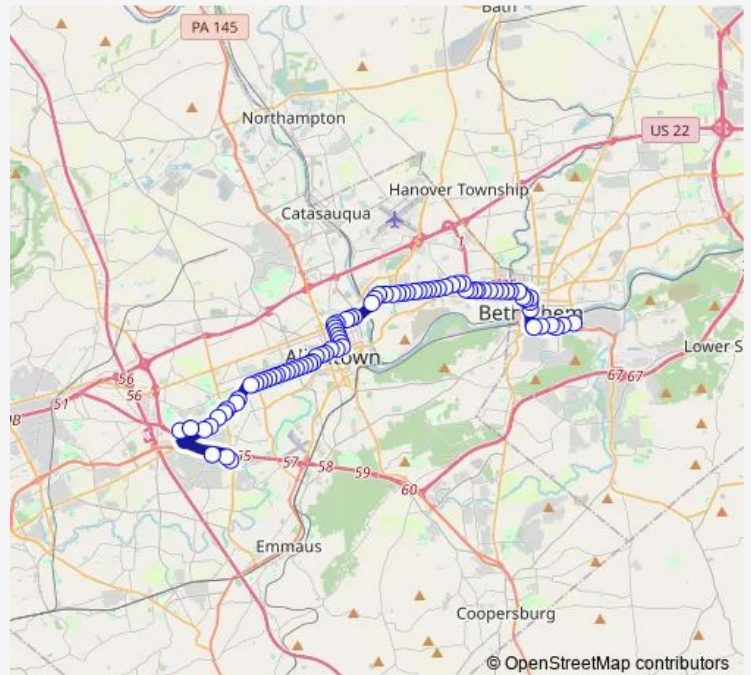 Bath
PA 145
Northampton
US 22
Hanover Township
Catasauqua
1
Bethlehem
Allentown
Lower S
56
56
67 67
51
55
57
58
59
60
Emmaus
Coopersburg
© OpenStreetMap contributors